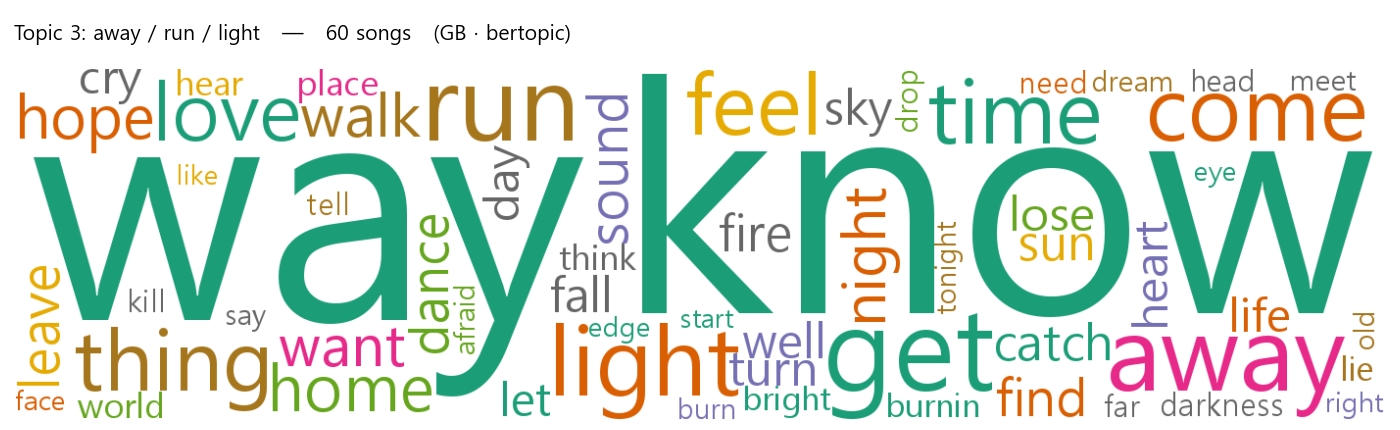 Topic 3: away / run / light — 60 songs (GB · bertopic)
cry hear place need dream head meet
hope love walk run sound feel sky drop time come
way know
like tell day eye
fire night tonight lose sun heart
leave kill say dance afraid think fall
thing want home edge start light well turn get catch life away old lie
face world let burn bright burnin find far darkness right